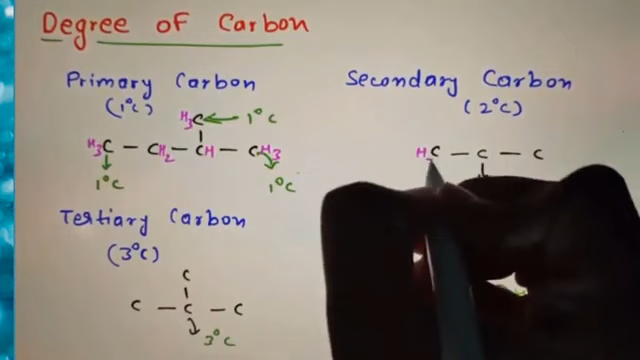 Degree of Carbon
Primary Carbon
(1°C)
H3C ← 1°C
H3C — CH2 — CH — CH3
1°C
1°C
Secondary Carbon
(2°C)
H3C — C — C
Tertiary Carbon
(3°C)
C
C — C — C
3°C